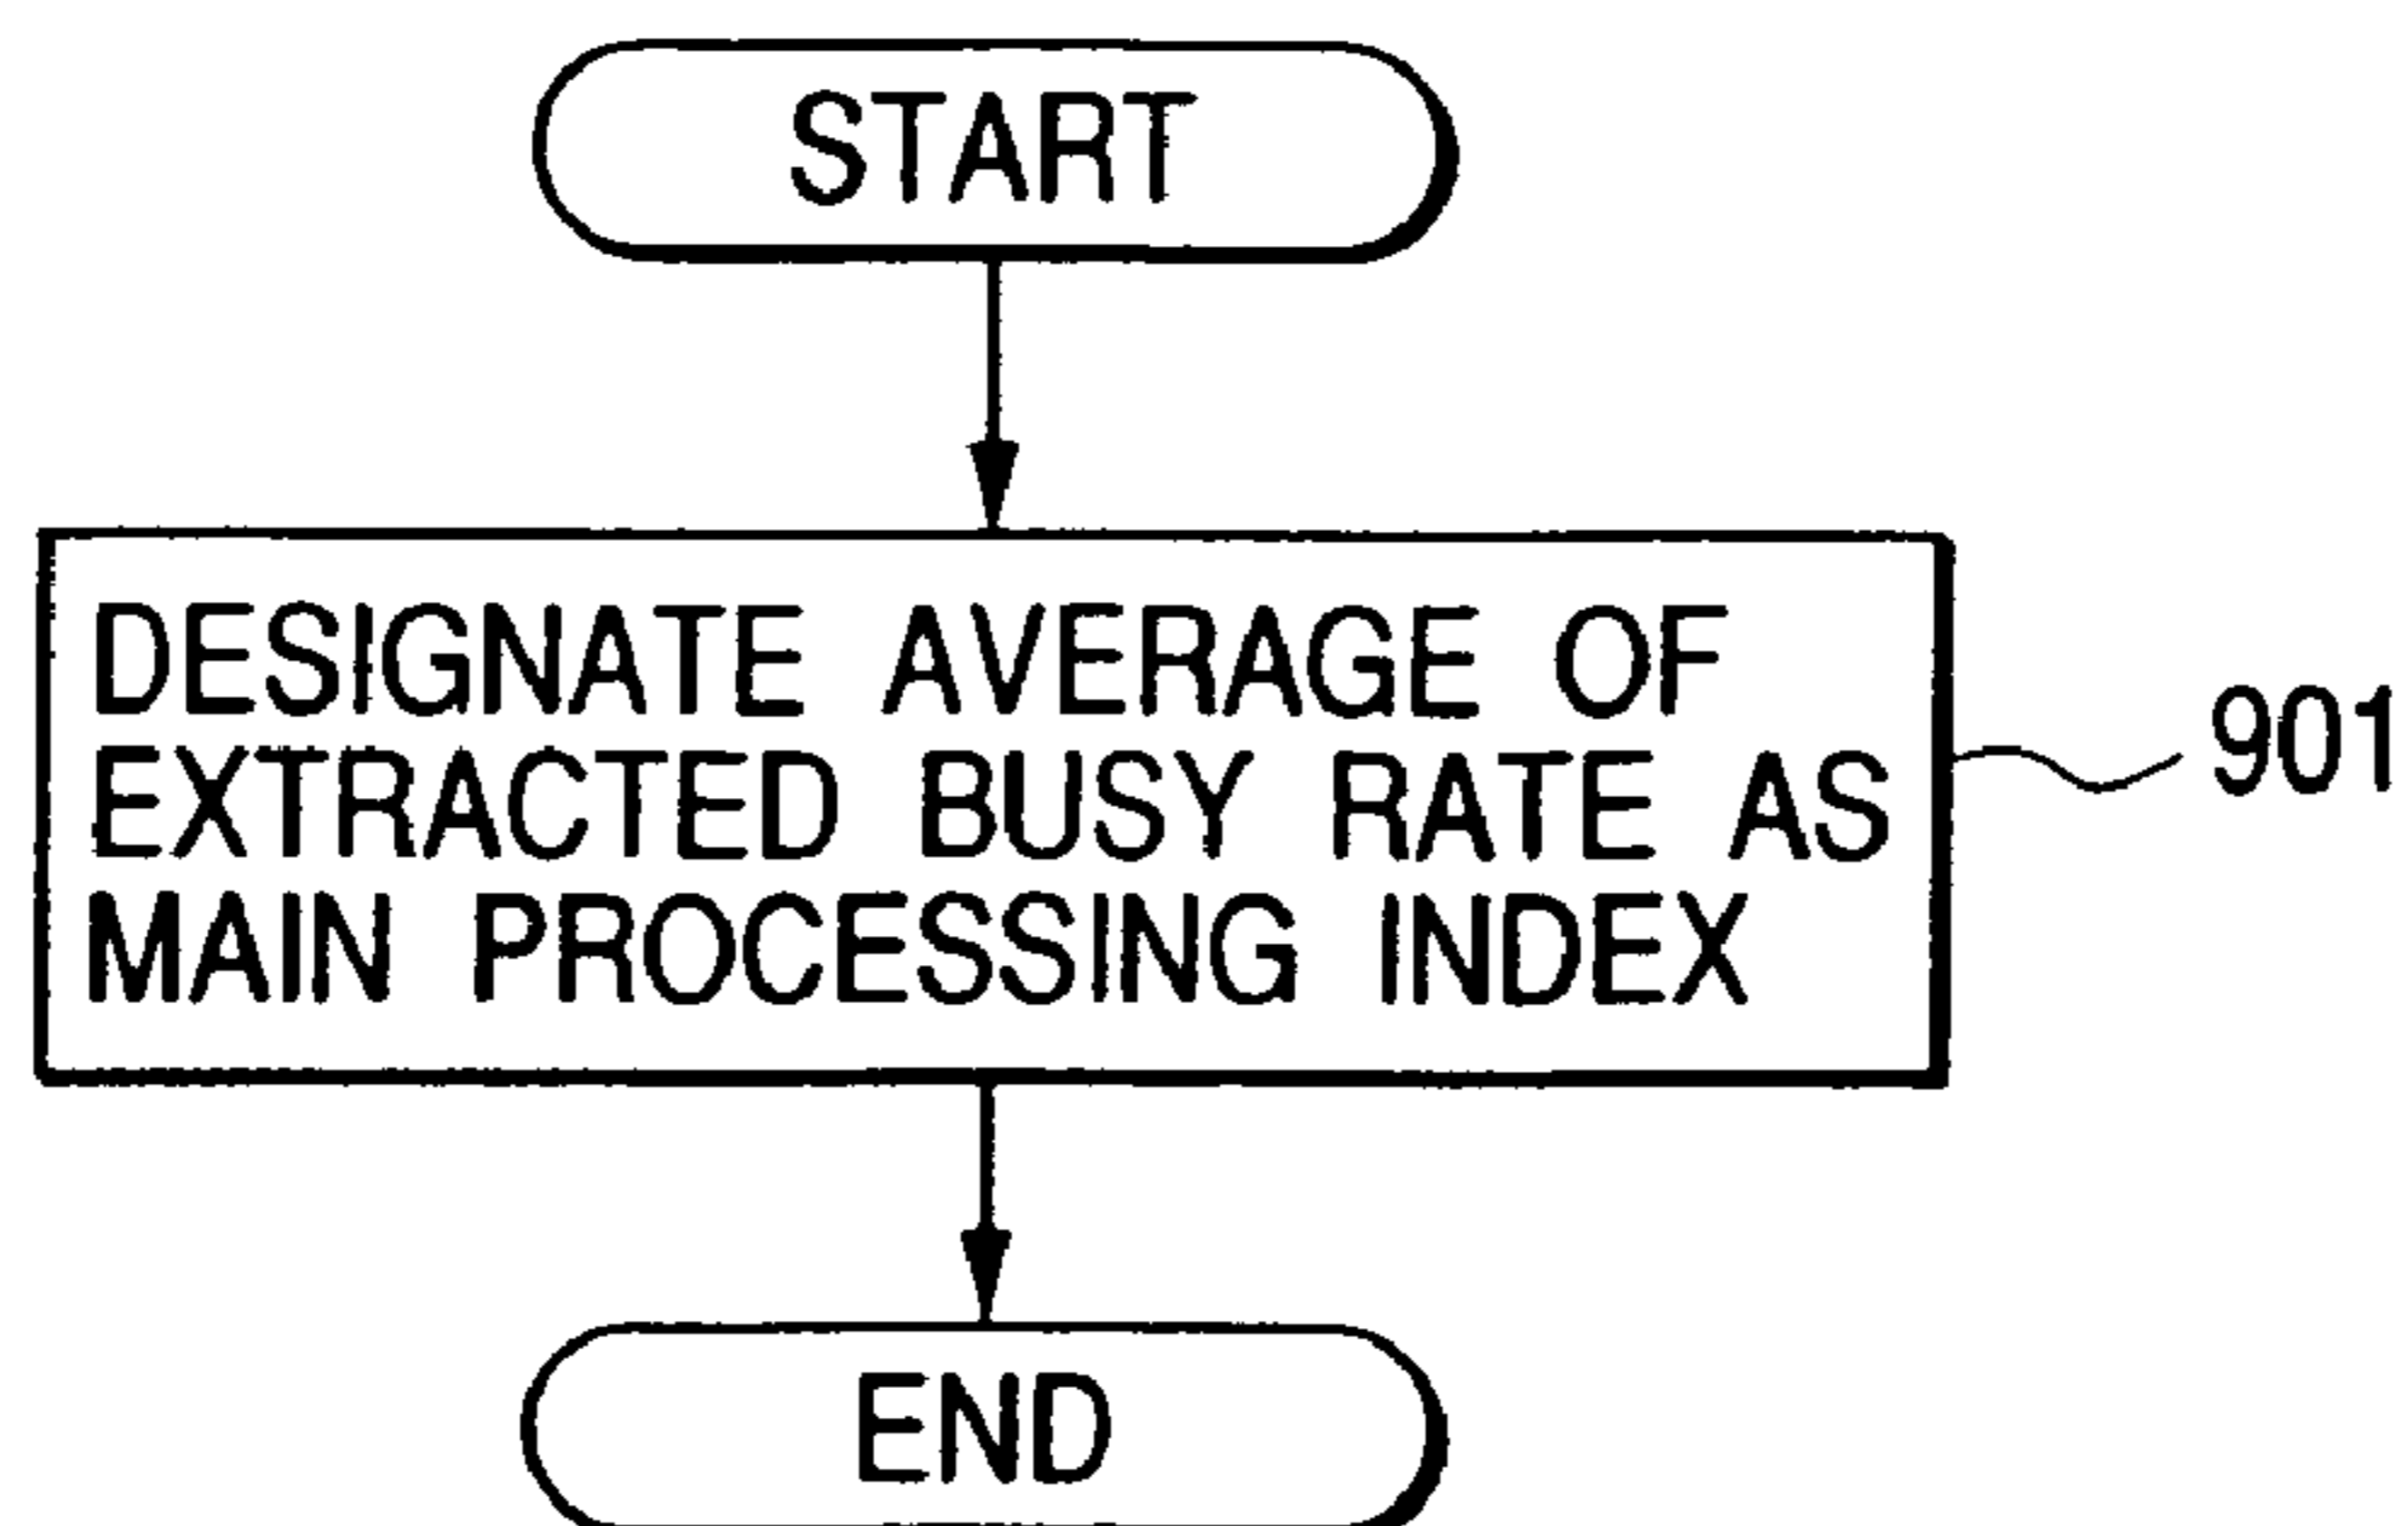 START
DESIGNATE AVERAGE OF
EXTRACTED BUSY RATE AS
MAIN PROCESSING INDEX
901
END